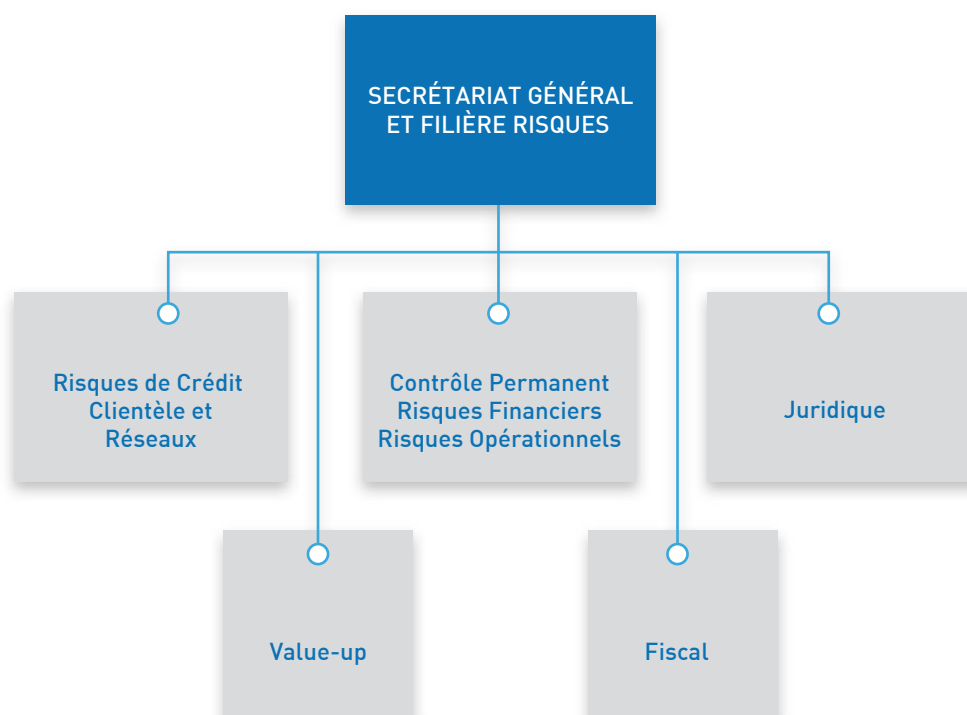 SECRÉTARIAT GÉNÉRAL
ET FILIÈRE RISQUES
Risques de Crédit
Clientèle et
Réseaux
Contrôle Permanent
Risques Financiers
Risques Opérationnels
Juridique
Value-up
Fiscal